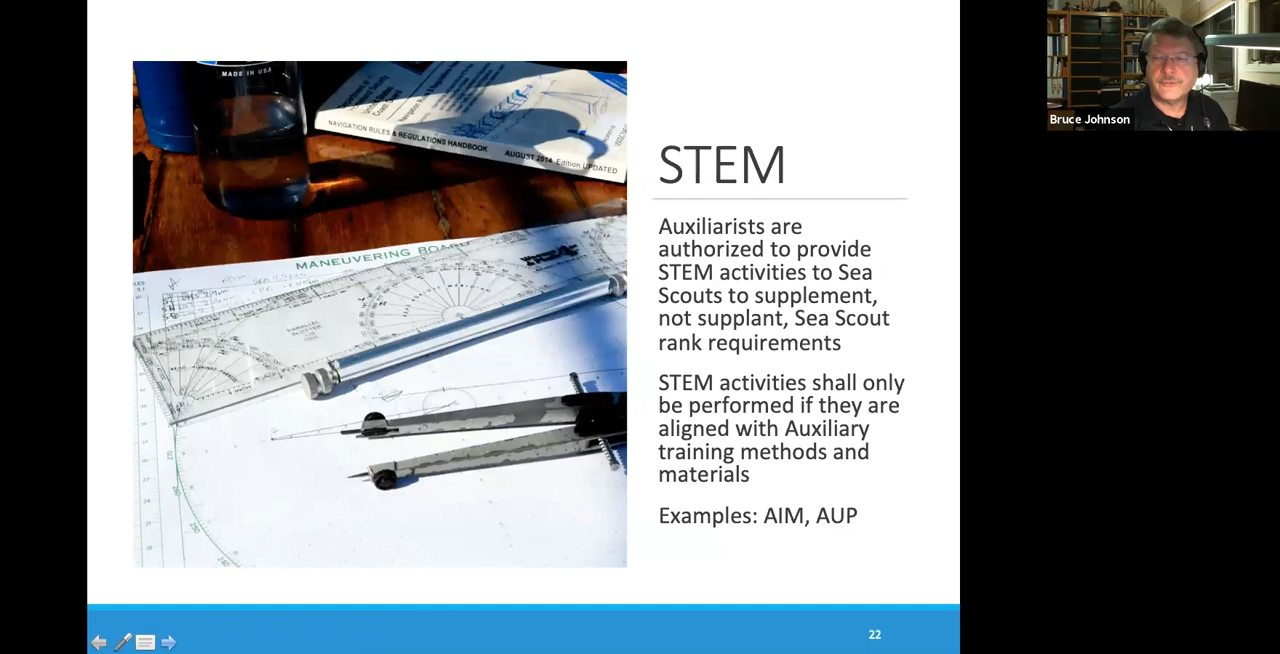 MADE IN USA
NAVIGATION RULES & REGULATIONS HANDBOOK
AUGUST 2014 Edition UPDATED
MANEUVERING BOARD
PARALLEL
PLOTTER
STEM
Auxiliarists are
authorized to provide
STEM activities to Sea
Scouts to supplement,
not supplant, Sea Scout
rank requirements
STEM activities shall only
be performed if they are
aligned with Auxiliary
training methods and
materials
Examples: AIM, AUP
22
Bruce Johnson